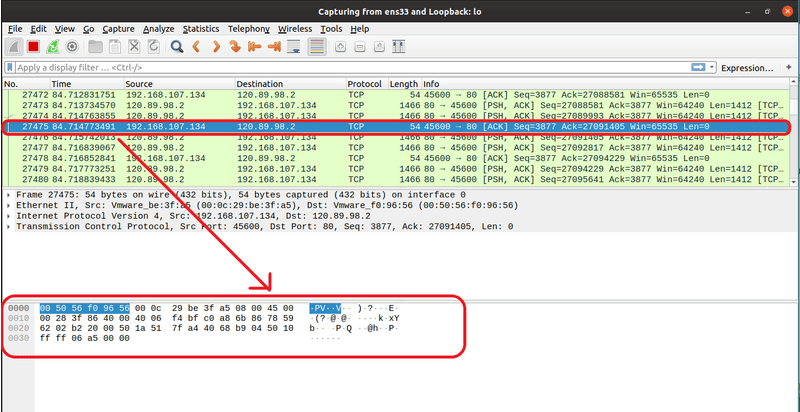 Capturing from ens33 and Loopback: lo
File Edit View Go Capture Analyze Statistics Telephony Wireless Tools Help
Apply a display filter ... <Ctrl-/> Expression... +
No. Time Source Destination Protocol Length Info
27472 84.712831751 192.168.107.134 120.89.98.2 TCP 54 45600 → 80 [ACK] Seq=3877 Ack=27088581 Win=65535 Len=0
27473 84.713734570 120.89.98.2 192.168.107.134 TCP 1466 80 → 45600 [PSH, ACK] Seq=27088581 Ack=3877 Win=64240 Len=1412 [TCP…
27474 84.714763855 120.89.98.2 192.168.107.134 TCP 1466 80 → 45600 [PSH, ACK] Seq=27089993 Ack=3877 Win=64240 Len=1412 [TCP…
27475 84.714773491 192.168.107.134 120.89.98.2 TCP 54 45600 → 80 [ACK] Seq=3877 Ack=27091405 Win=65535 Len=0
27476 84.715742013 120.89.98.2 192.168.107.134 TCP 1466 80 → 45600 [PSH, ACK] Seq=27091405 Ack=3877 Win=64240 Len=1412 [TCP…
27477 84.716839067 120.89.98.2 192.168.107.134 TCP 1466 80 → 45600 [PSH, ACK] Seq=27092817 Ack=3877 Win=64240 Len=1412 [TCP…
27478 84.716852841 192.168.107.134 120.89.98.2 TCP 54 45600 → 80 [ACK] Seq=3877 Ack=27094229 Win=65535 Len=0
27479 84.717773251 120.89.98.2 192.168.107.134 TCP 1466 80 → 45600 [PSH, ACK] Seq=27094229 Ack=3877 Win=64240 Len=1412 [TCP…
27480 84.718839433 120.89.98.2 192.168.107.134 TCP 1466 80 → 45600 [PSH, ACK] Seq=27095641 Ack=3877 Win=64240 Len=1412 [TCP…
Frame 27475: 54 bytes on wire (432 bits), 54 bytes captured (432 bits) on interface 0
Ethernet II, Src: Vmware_be:3f:a5 (00:0c:29:be:3f:a5), Dst: Vmware_f0:96:56 (00:50:56:f0:96:56)
Internet Protocol Version 4, Src: 192.168.107.134, Dst: 120.89.98.2
Transmission Control Protocol, Src Port: 45600, Dst Port: 80, Seq: 3877, Ack: 27091405, Len: 0
0000 00 50 56 f0 96 56 00 0c 29 be 3f a5 08 00 45 00 ·PV··V·· )·?···E·
0010 00 28 3f 86 40 00 40 06 f4 bf c0 a8 6b 86 78 59 ·(?·@·@· ····k·xY
0020 62 02 b2 20 00 50 1a 51 7f a4 40 68 b9 04 50 10 b·· ·P·Q ··@h··P·
0030 ff ff 06 a5 00 00 ······